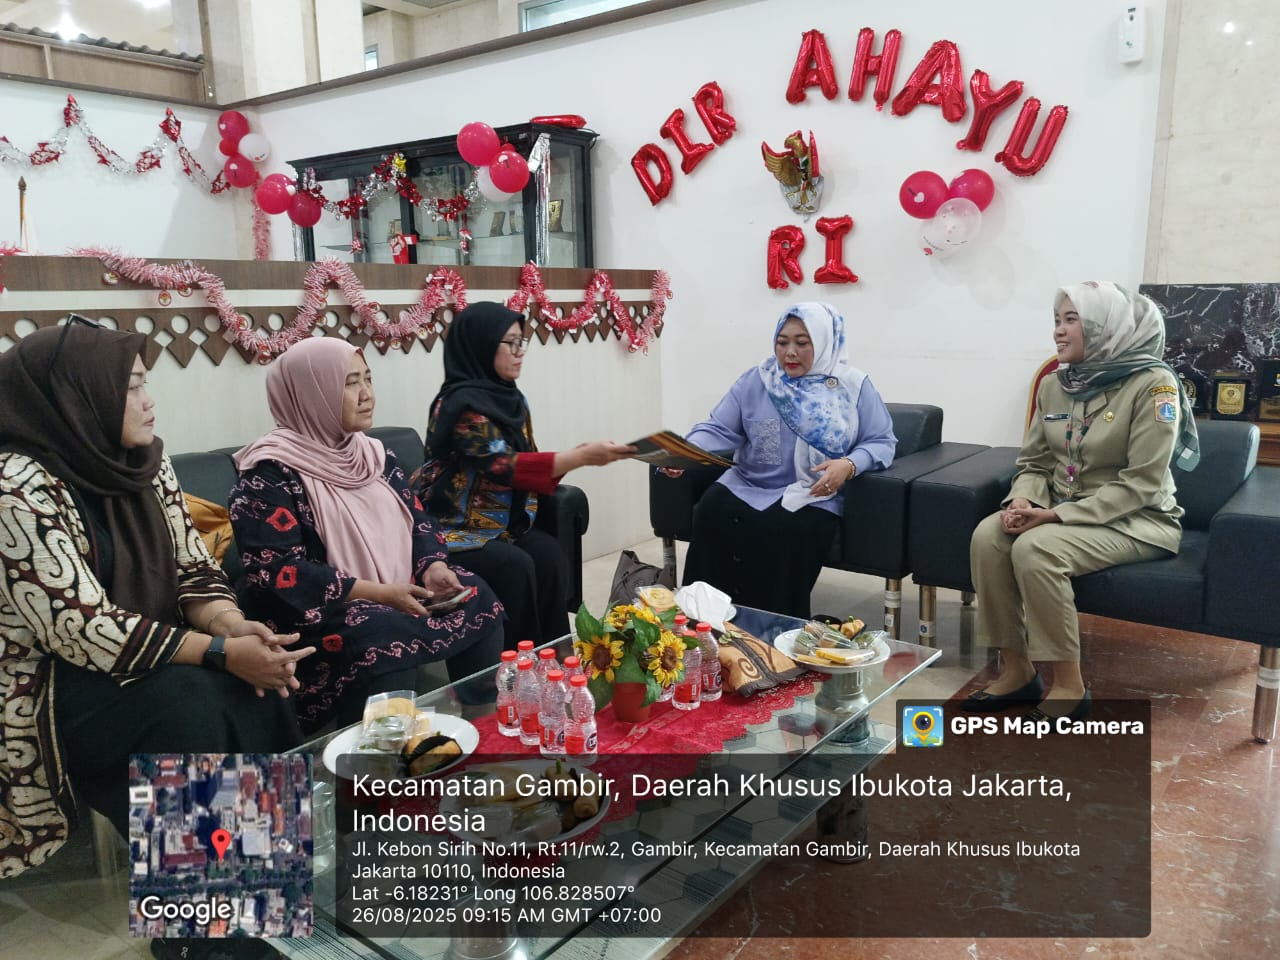 DIR AHAYU
RI
GPS Map Camera
Kecamatan Gambir, Daerah Khusus Ibukota Jakarta,
Indonesia
Jl. Kebon Sirih No.11, Rt.11/rw.2, Gambir, Kecamatan Gambir, Daerah Khusus Ibukota
Jakarta 10110, Indonesia
Lat -6.18231° Long 106.828507°
26/08/2025 09:15 AM GMT +07:00
Google